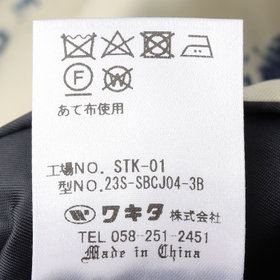 F W
あて布使用
工場NO. STK-01
型NO. 23S-SBCJ04-3B
ワキタ 株式会社
TEL 058-251-2451
Made in China